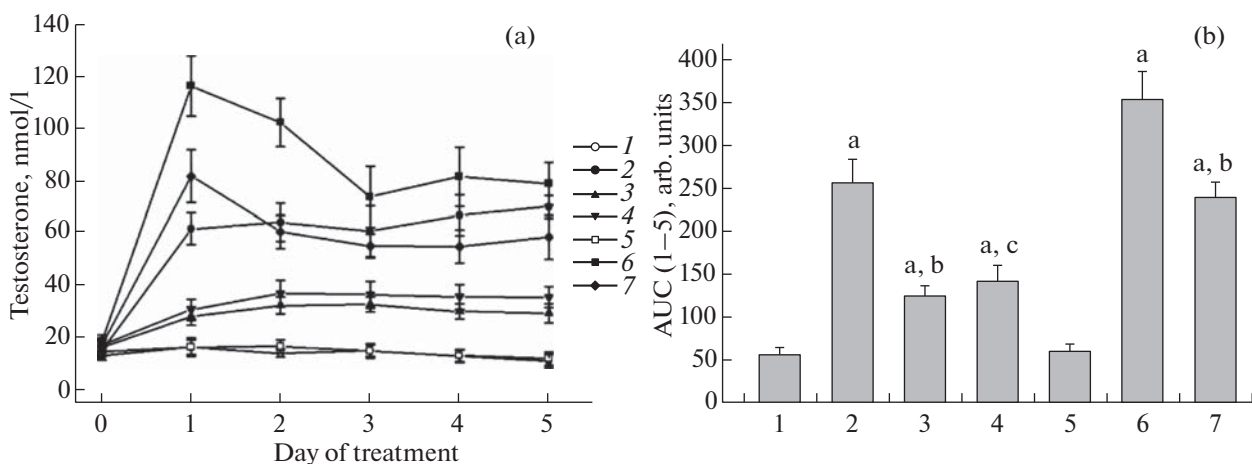 (a)
Testosterone, nmol/l
140
120
100
80
60
40
20
0
0 1 2 3 4 5
Day of treatment
1
2
3
4
5
6
7
(b)
AUC (1–5), arb. units
400
350
300
250
200
150
100
50
0
a
a, b
a, c
a
a, b
1 2 3 4 5 6 7